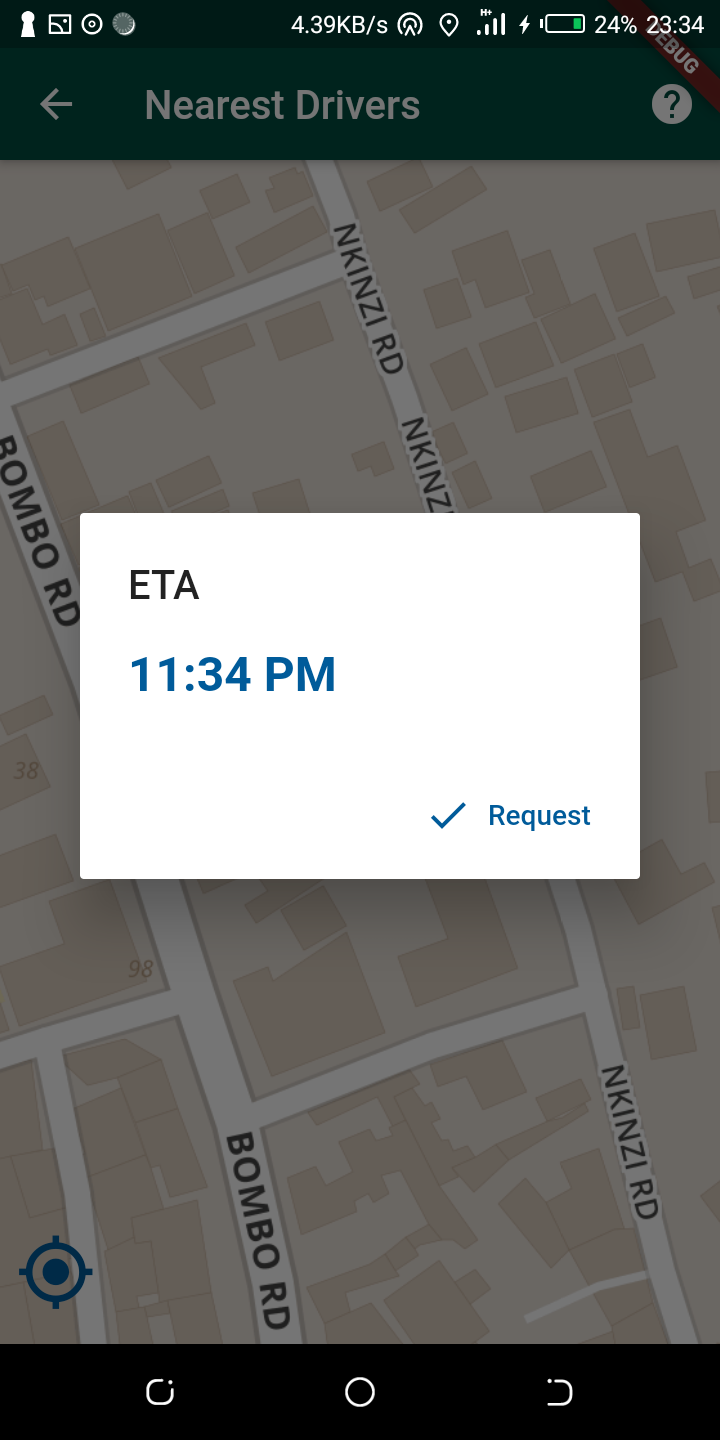 4.39KB/s H+ 24% 23:34
DEBUG
Nearest Drivers
NKINZI RD
NKINZ
BOMBO RD
ETA
11:34 PM
38
Request
98
NKINZI RD
BOMBO RD